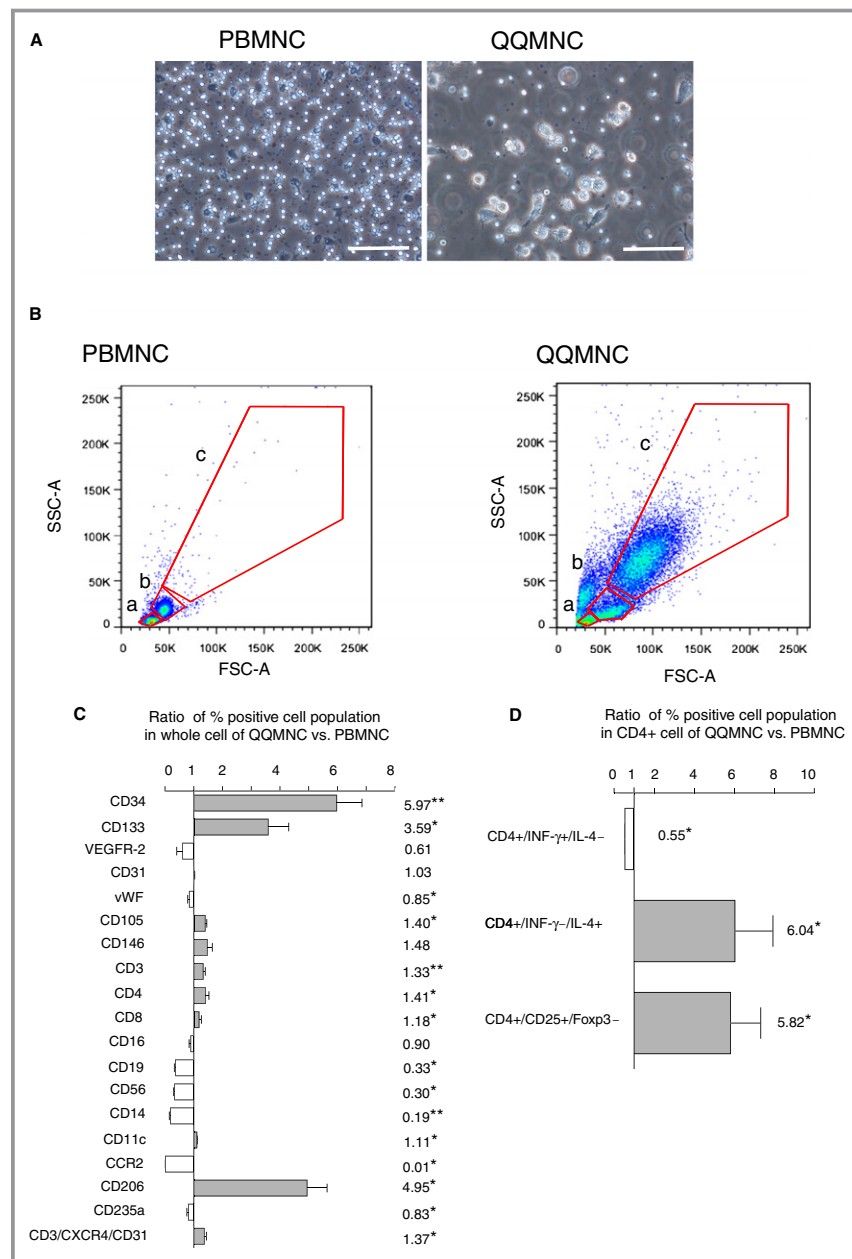 A
PBMNC
QQMNC
B
PBMNC
QQMNC
250K
200K
150K
100K
50K
0
SSC-A
c
b
a
0 50K 100K 150K 200K 250K
FSC-A
250K
200K
150K
100K
50K
0
SSC-A
c
b
a
0 50K 100K 150K 200K 250K
FSC-A
C
Ratio of % positive cell population
in whole cell of QQMNC vs. PBMNC
0 1 2 4 6 8
CD34 5.97**
CD133 3.59*
VEGFR-2 0.61
CD31 1.03
vWF 0.85*
CD105 1.40*
CD146 1.48
CD3 1.33**
CD4 1.41*
CD8 1.18*
CD16 0.90
CD19 0.33*
CD56 0.30*
CD14 0.19**
CD11c 1.11*
CCR2 0.01*
CD206 4.95*
CD235a 0.83*
CD3/CXCR4/CD31 1.37*
D
Ratio of % positive cell population
in CD4+ cell of QQMNC vs. PBMNC
0 1 2 4 6 8 10
CD4+/INF-γ+/IL-4− 0.55*
CD4+/INF-γ−/IL-4+ 6.04*
CD4+/CD25+/Foxp3− 5.82*